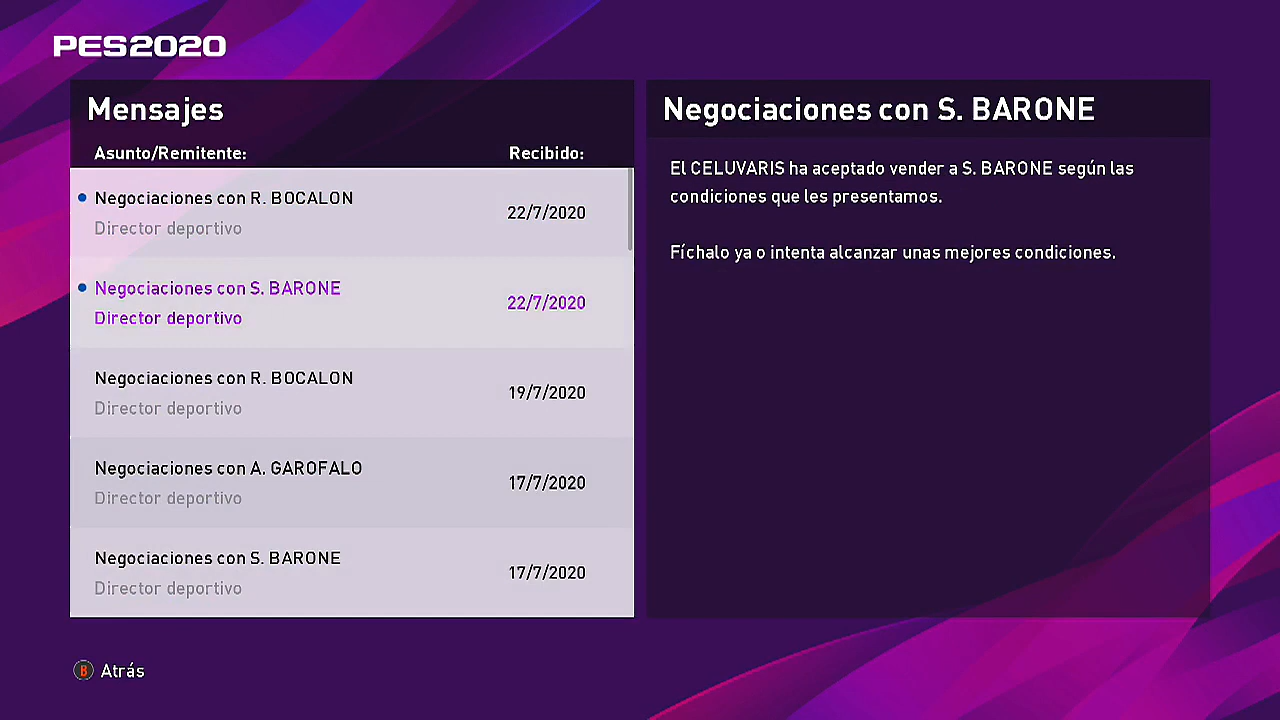 PES2020
Mensajes
Asunto/Remitente: Recibido:
Negociaciones con R. BOCALON
Director deportivo
22/7/2020
Negociaciones con S. BARONE
Director deportivo
22/7/2020
Negociaciones con R. BOCALON
Director deportivo
19/7/2020
Negociaciones con A. GAROFALO
Director deportivo
17/7/2020
Negociaciones con S. BARONE
Director deportivo
17/7/2020
Negociaciones con S. BARONE
El CELUVARIS ha aceptado vender a S. BARONE según las
condiciones que les presentamos.
Fíchalo ya o intenta alcanzar unas mejores condiciones.
B Atrás